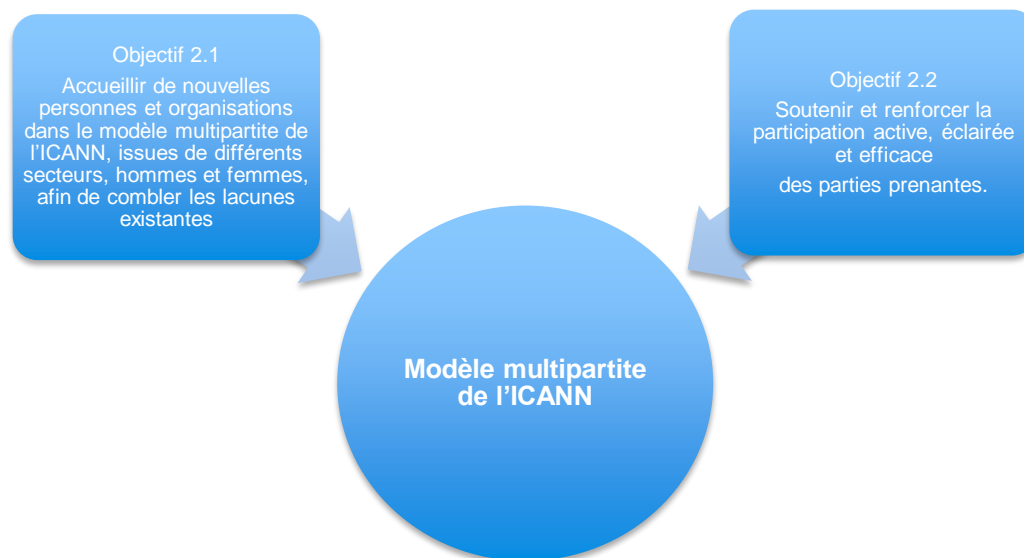 Objectif 2.1
Accueillir de nouvelles
personnes et organisations
dans le modèle multipartite de
l’ICANN, issues de différents
secteurs, hommes et femmes,
afin de combler les lacunes
existantes
Objectif 2.2
Soutenir et renforcer la
participation active, éclairée
et efficace
des parties prenantes.
Modèle multipartite
de l’ICANN